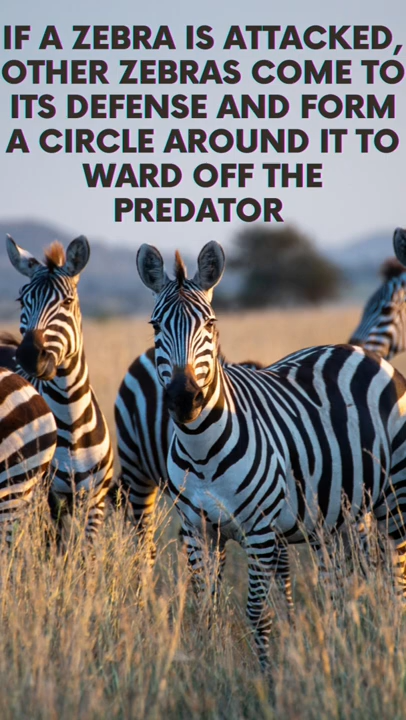 IF A ZEBRA IS ATTACKED,
OTHER ZEBRAS COME TO
ITS DEFENSE AND FORM
A CIRCLE AROUND IT TO
WARD OFF THE
PREDATOR